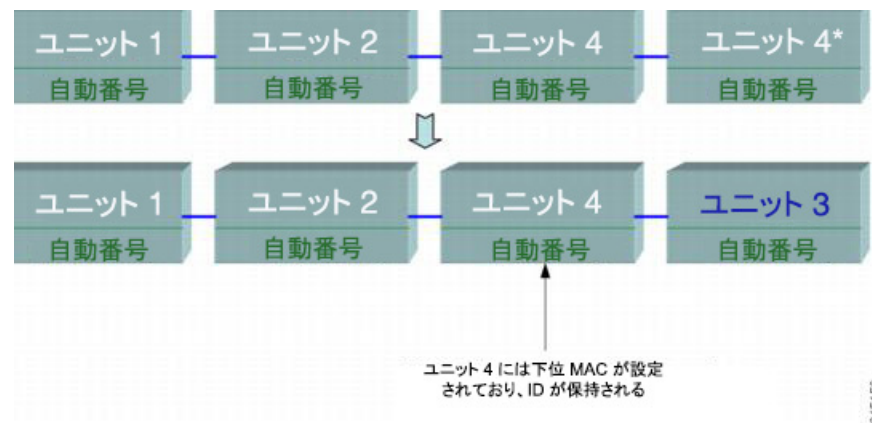 ユニット 1 ユニット 2 ユニット 4 ユニット 4*
自動番号 自動番号 自動番号 自動番号
ユニット 1 ユニット 2 ユニット 4 ユニット 3
自動番号 自動番号 自動番号 自動番号
ユニット 4 には下位 MAC が設定
されており、ID が保持される